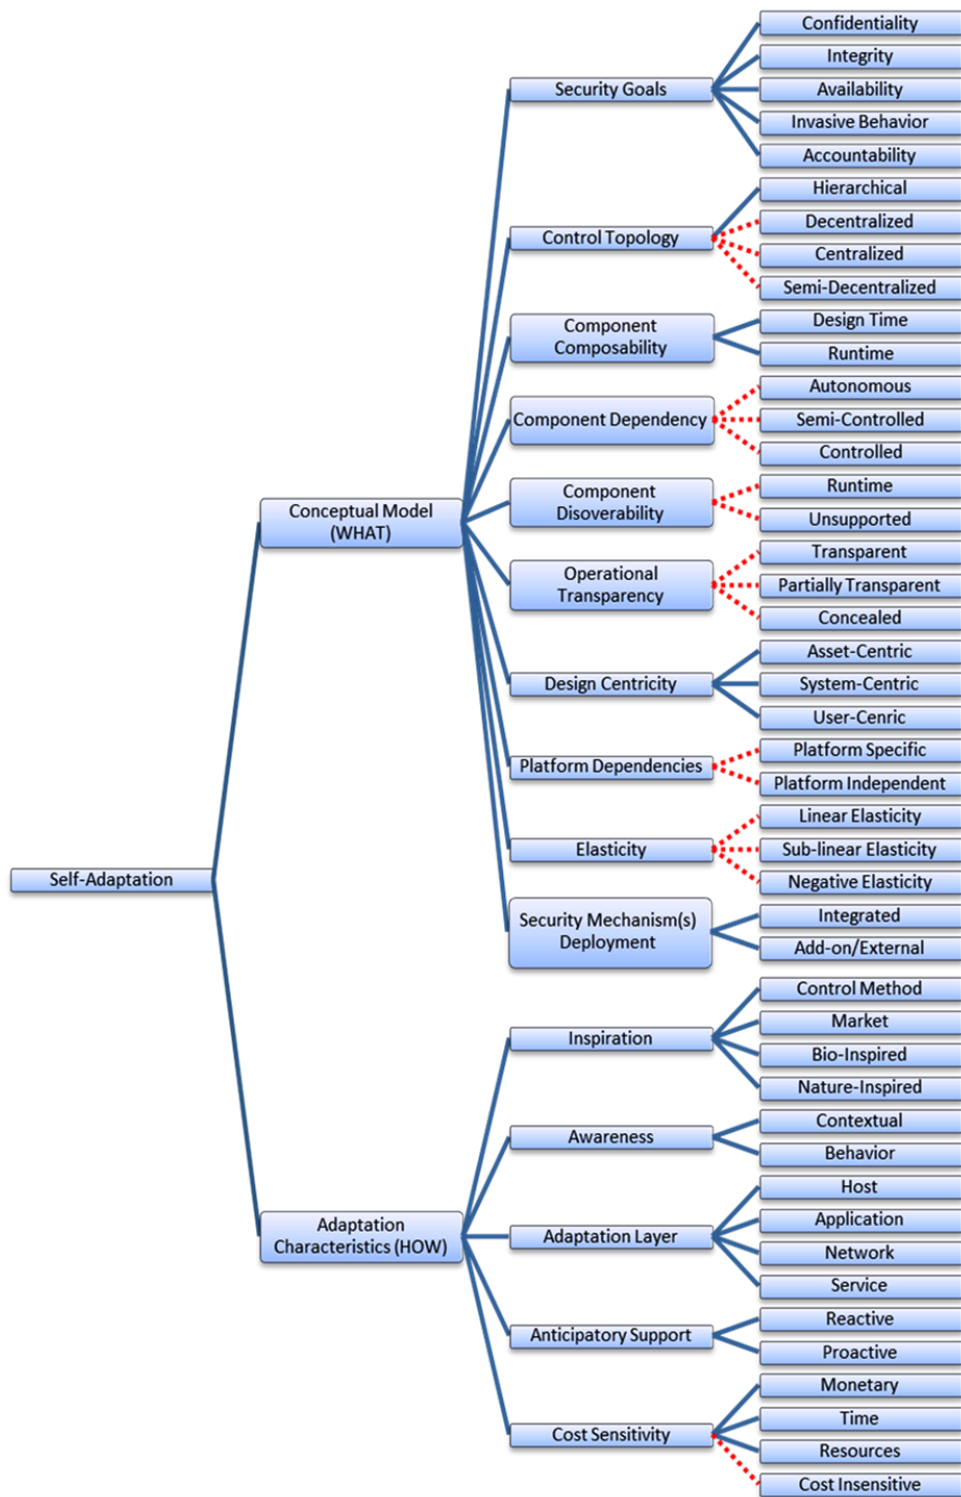 Self-Adaptation
Conceptual Model
(WHAT)
Security Goals
Confidentiality
Integrity
Availability
Invasive Behavior
Accountability
Control Topology
Hierarchical
Decentralized
Centralized
Semi-Decentralized
Component
Composability
Design Time
Runtime
Component Dependency
Autonomous
Semi-Controlled
Controlled
Component
Disoverability
Runtime
Unsupported
Operational
Transparency
Transparent
Partially Transparent
Concealed
Design Centricity
Asset-Centric
System-Centric
User-Cenric
Platform Dependencies
Platform Specific
Platform Independent
Elasticity
Linear Elasticity
Sub-linear Elasticity
Negative Elasticity
Security Mechanism(s)
Deployment
Integrated
Add-on/External
Adaptation
Characteristics (HOW)
Inspiration
Control Method
Market
Bio-Inspired
Nature-Inspired
Awareness
Contextual
Behavior
Adaptation Layer
Host
Application
Network
Service
Anticipatory Support
Reactive
Proactive
Cost Sensitivity
Monetary
Time
Resources
Cost Insensitive